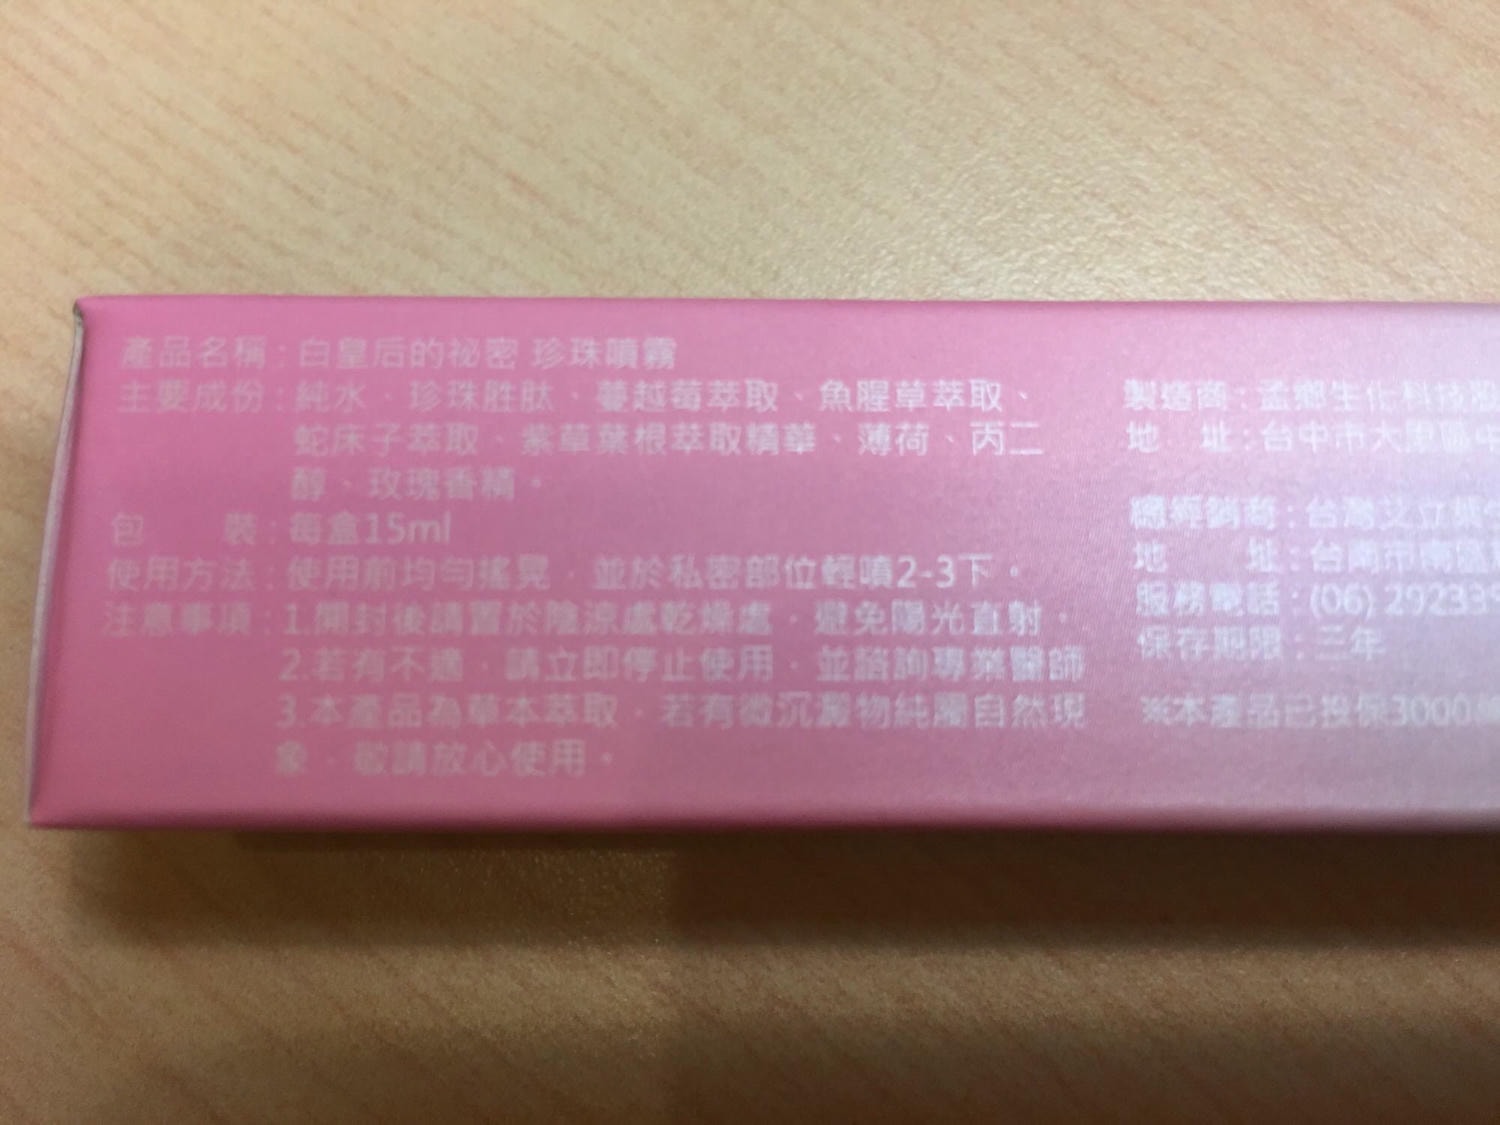 產品名稱：白皇后的祕密 珍珠噴霧
主要成份：純水、珍珠胜肽、蔓越莓萃取、魚腥草萃取、
蛇床子萃取、紫草葉根萃取精華、薄荷、丙二
醇、玫瑰香精。
包　　裝：每盒15ml
使用方法：使用前均勻搖晃，並於私密部位輕噴2-3下。
注意事項：1.開封後請置於陰涼處乾燥處，避免陽光直射。
2.若有不適，請立即停止使用，並諮詢專業醫師
3.本產品為草本萃取，若有微沉澱物純屬自然現
象，敬請放心使用。
製造商：孟鄉生化科技股
地　址：台中市大里區中
總經銷商：台灣艾立
地　　址：台南市南區
服務電話：(06) 29233
保存期限：三年
※本產品已投保3000